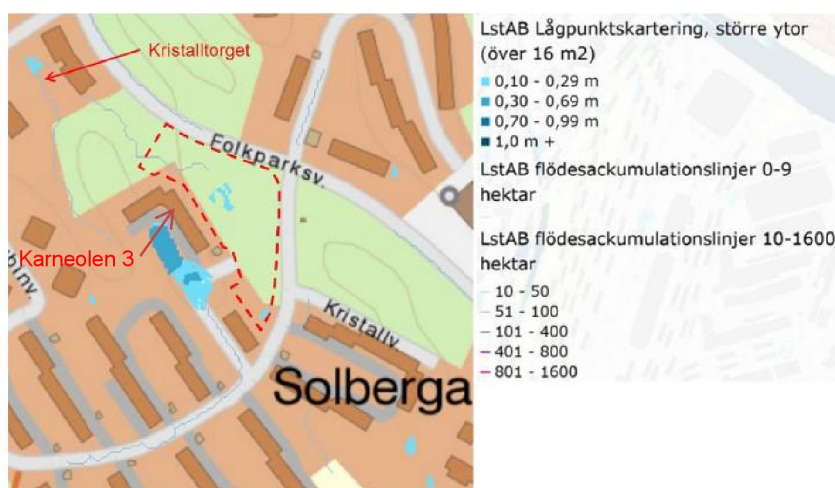 Kristalltorget
Folkparksv.
Karneolen 3
Kristallv.
Solberga
LstAB Lågpunktskartering, större ytor
(över 16 m2)
0,10 - 0,29 m
0,30 - 0,69 m
0,70 - 0,99 m
1,0 m +
LstAB flödesackumulationslinjer 0-9
hektar
LstAB flödesackumulationslinjer 10-1600
hektar
10 - 50
51 - 100
101 - 400
401 - 800
801 - 1600